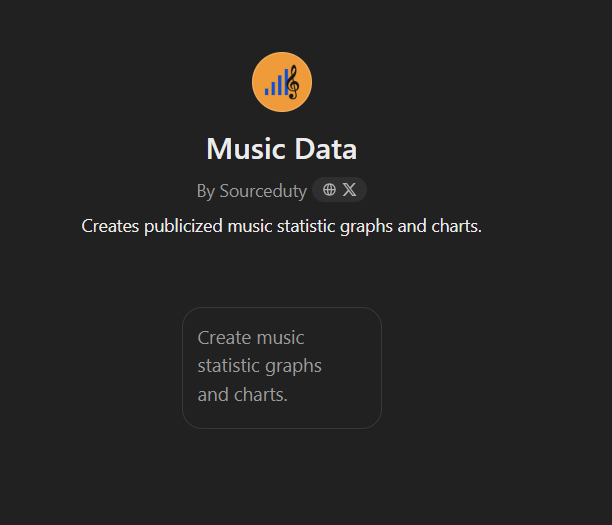 Music Data
By Sourceduty
Creates publicized music statistic graphs and charts.
Create music
statistic graphs
and charts.